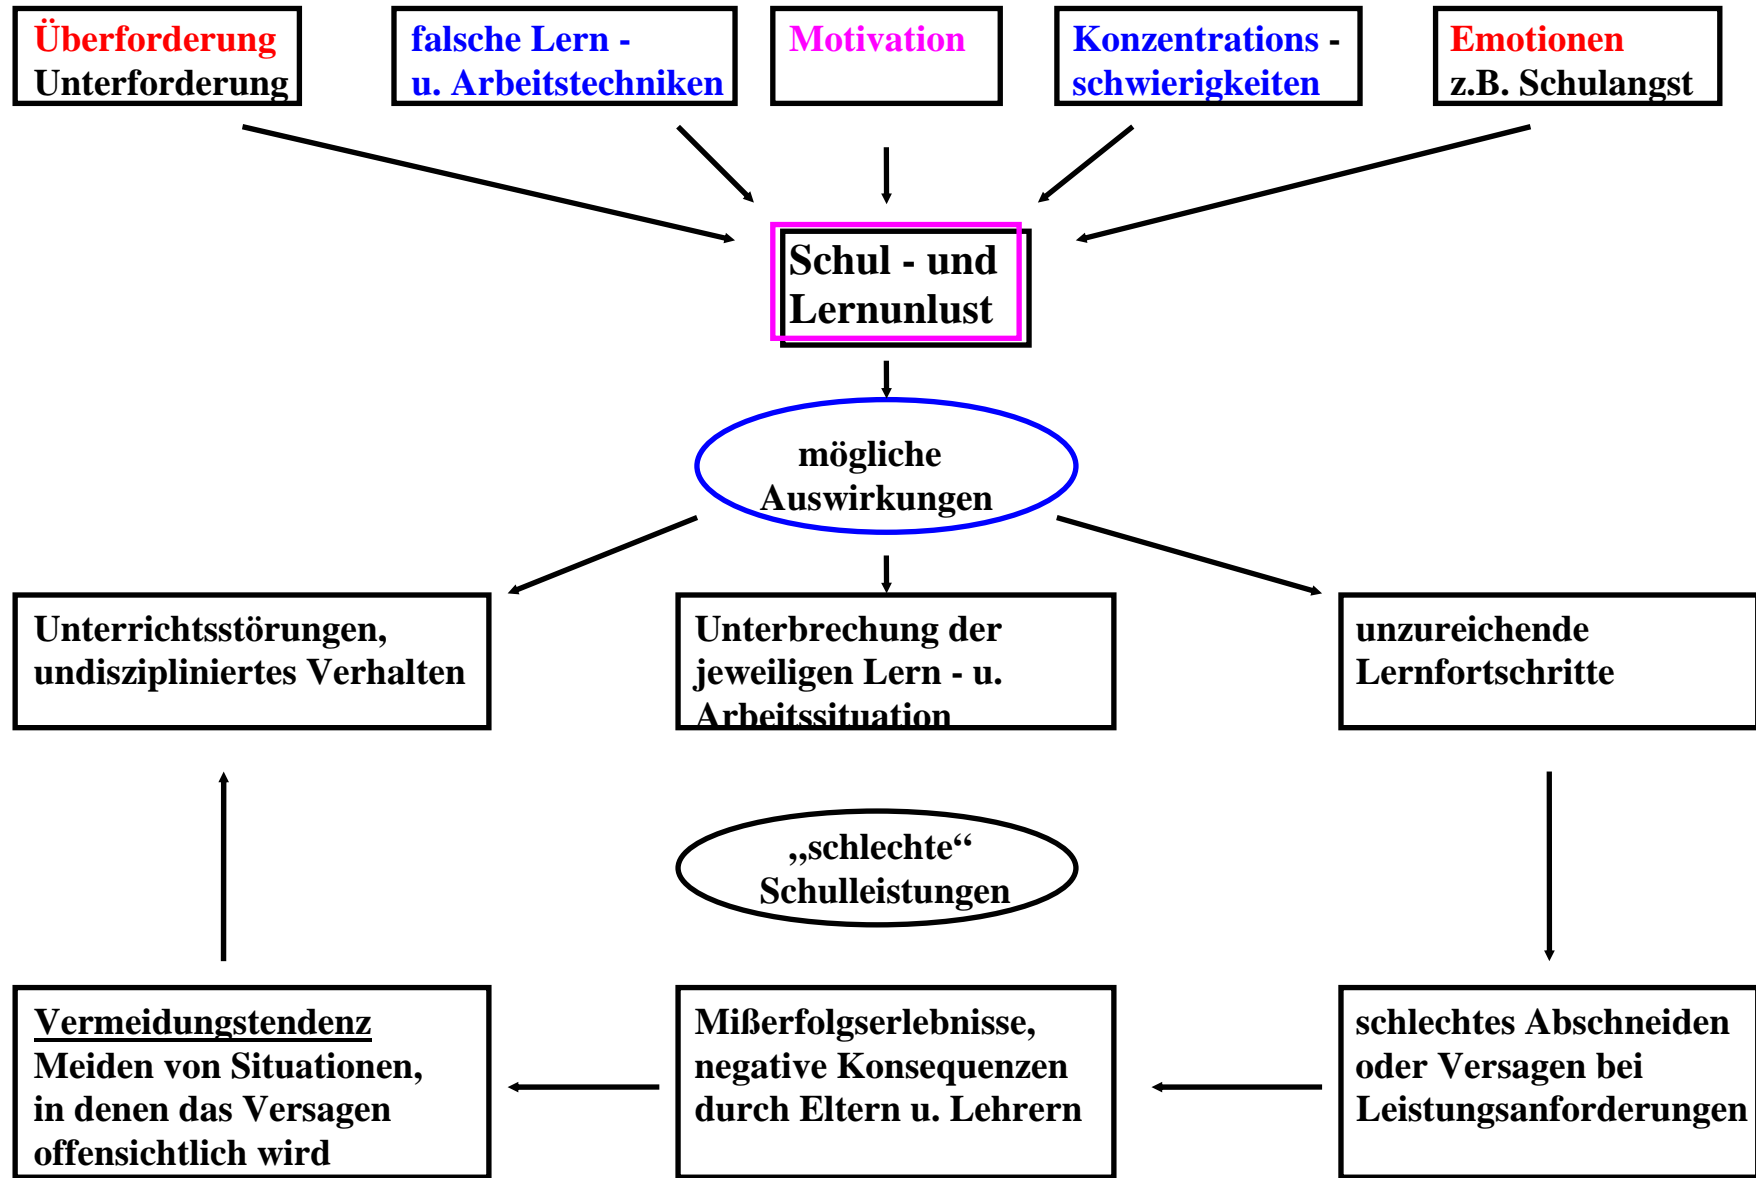 Überforderung
Unterforderung
falsche Lern -
u. Arbeitstechniken
Motivation
Konzentrations -
schwierigkeiten
Emotionen
z.B. Schulangst
Schul - und
Lernunlust
mögliche
Auswirkungen
Unterrichtsstörungen,
undiszipliniertes Verhalten
Unterbrechung der
jeweiligen Lern - u.
Arbeitssituation
unzureichende
Lernfortschritte
„schlechte“
Schulleistungen
Vermeidungstendenz
Meiden von Situationen,
in denen das Versagen
offensichtlich wird
Mißerfolgserlebnisse,
negative Konsequenzen
durch Eltern u. Lehrern
schlechtes Abschneiden
oder Versagen bei
Leistungsanforderungen